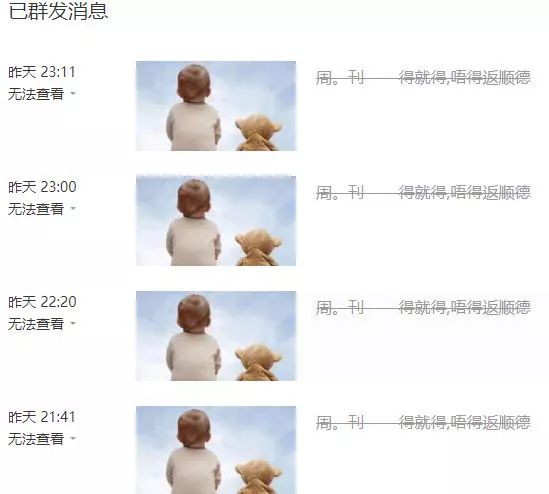 已群发消息
昨天 23:11
无法查看
周。刊——得就得,唔得返顺德
昨天 23:00
无法查看
周。刊——得就得,唔得返顺德
昨天 22:20
无法查看
周。刊——得就得,唔得返顺德
昨天 21:41
无法查看
周。刊——得就得,唔得返顺德